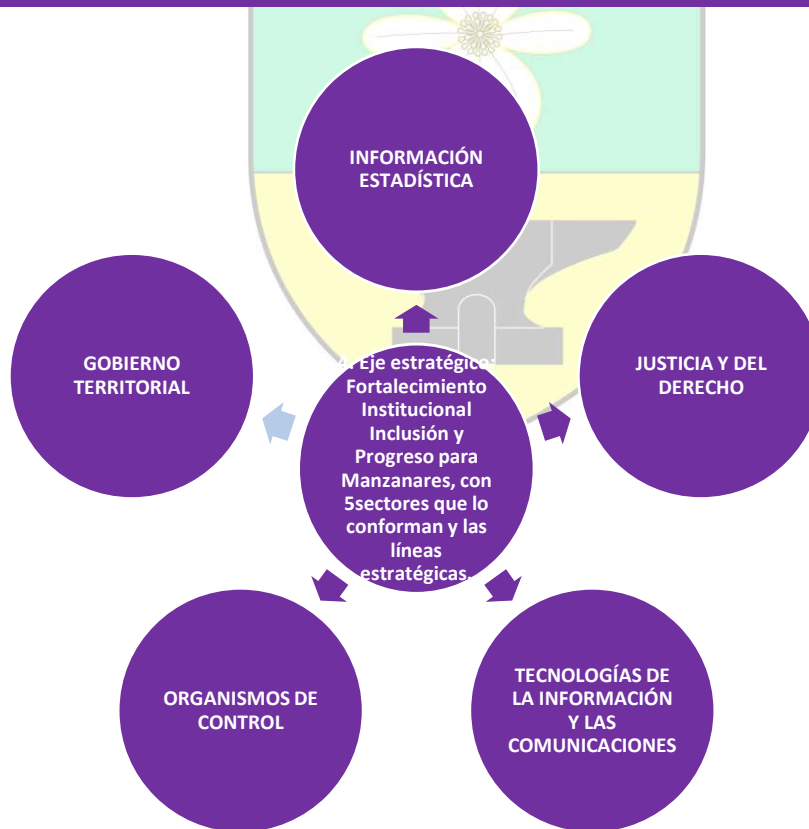 INFORMACIÓN
ESTADÍSTICA
GOBIERNO
TERRITORIAL
JUSTICIA Y DEL
DERECHO
4. Eje estratégico:
Fortalecimiento
Institucional
Inclusión y
Progreso para
Manzanares, con
5sectores que lo
conforman y las
líneas
estratégicas.
ORGANISMOS DE
CONTROL
TECNOLOGÍAS DE
LA INFORMACIÓN
Y LAS
COMUNICACIONES